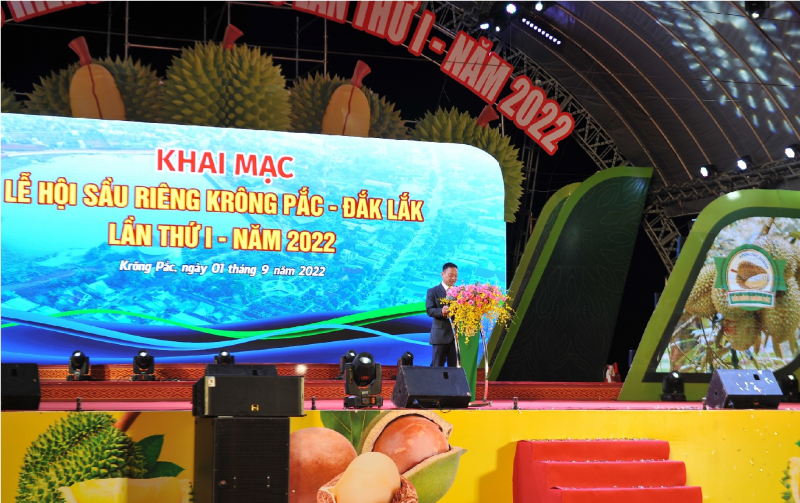 THỨ I - NĂM 2022
KHAI MẠC
LỄ HỘI SẦU RIÊNG KRÔNG PẮC - ĐẮK LẮK
LẦN THỨ I - NĂM 2022
Krông Pắc, ngày 01 tháng 9 năm 2022